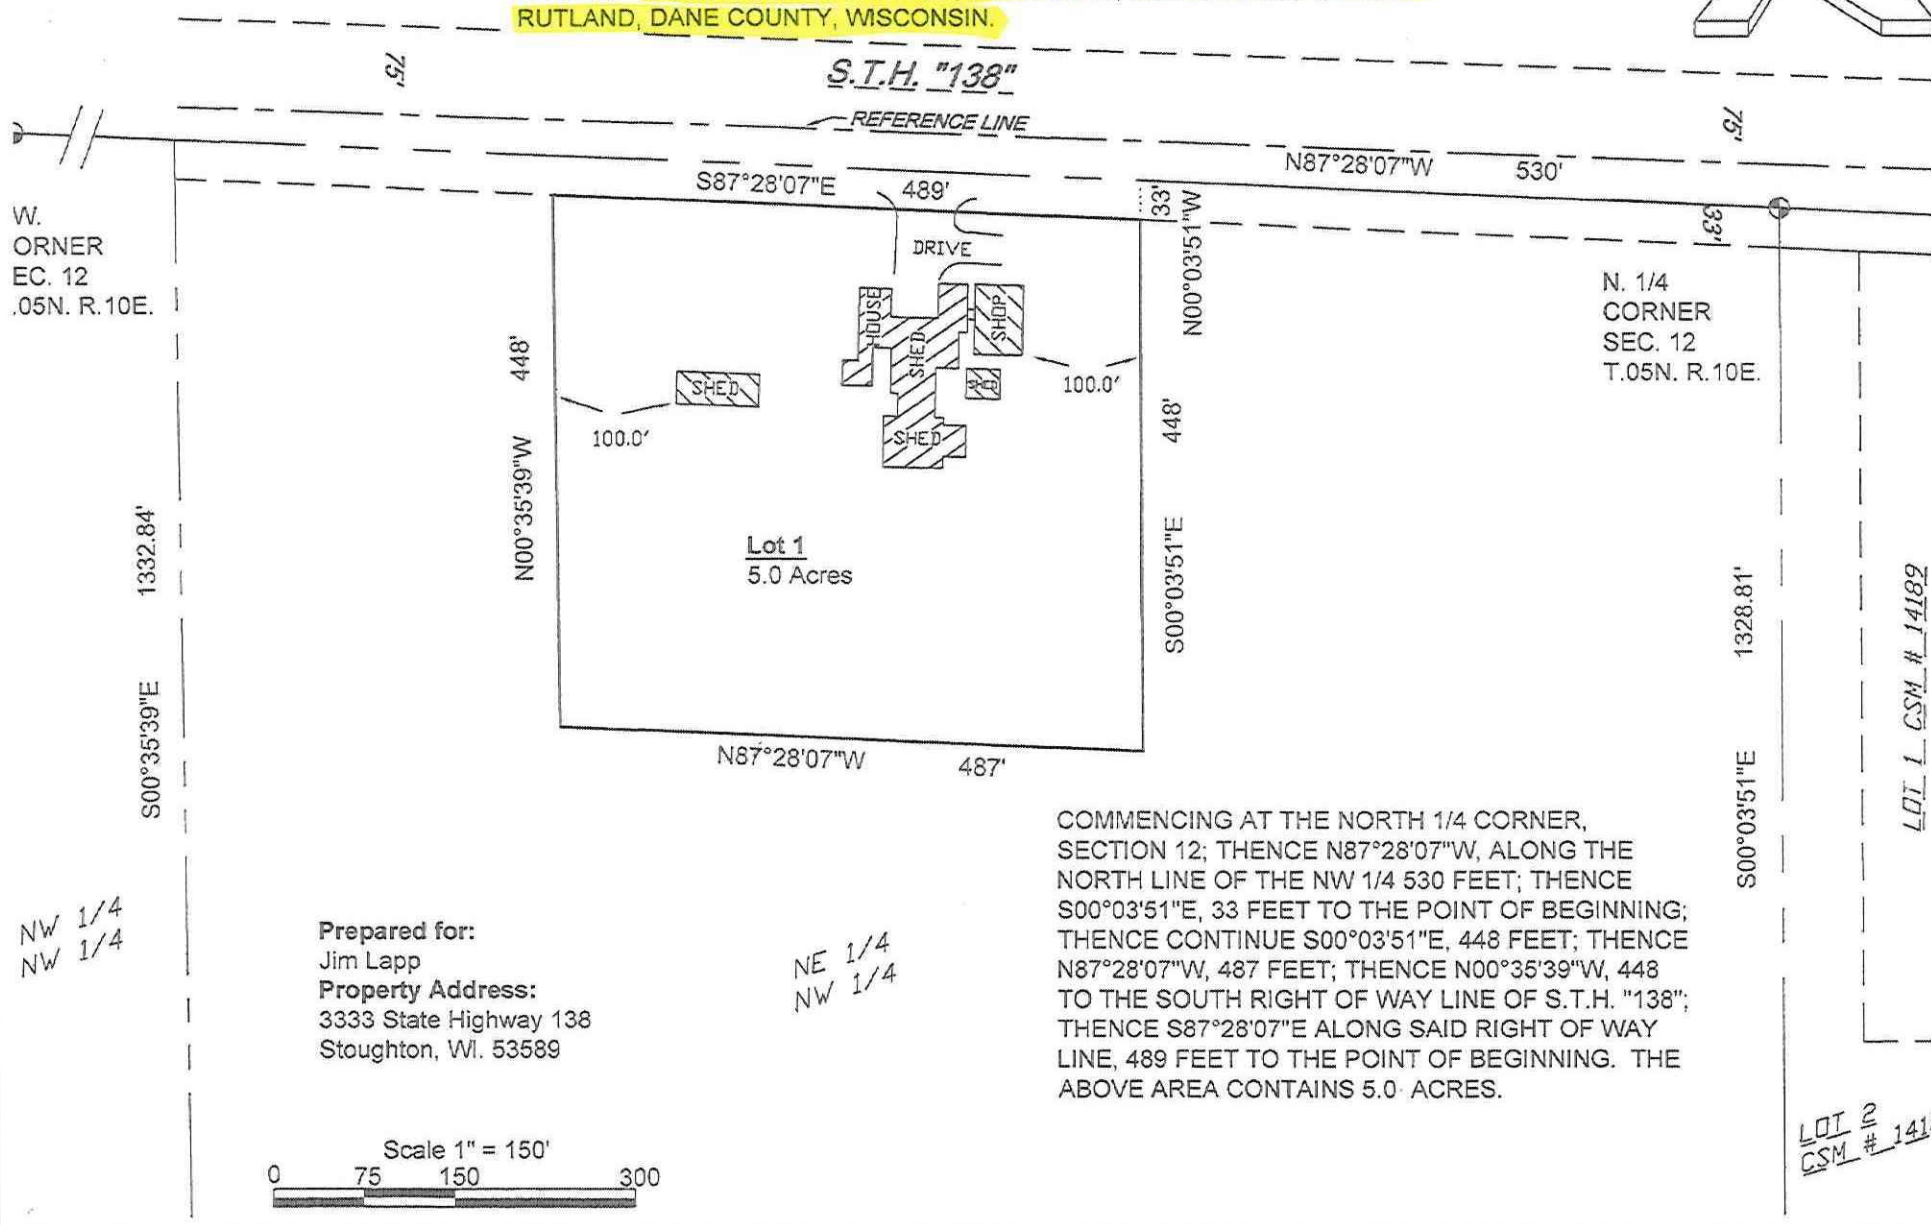 RUTLAND, DANE COUNTY, WISCONSIN.
75'
S.T.H. "138"
REFERENCE LINE
75'
N87°28'07"W 530'
S87°28'07"E 489'
33'
33'
W.
ORNER
EC. 12
.05N. R.10E.
DRIVE
N00°03'51"W
N. 1/4
CORNER
SEC. 12
T.05N. R.10E.
HOUSE
SHED
SHOP
SHED
SHED
SHED
100.0'
100.0'
448'
N00°35'39"W
448'
S00°03'51"E
Lot 1
5.0 Acres
1332.84'
S00°35'39"E
1328.81'
S00°03'51"E
LOT 1 CSM # 14189
N87°28'07"W 487'
COMMENCING AT THE NORTH 1/4 CORNER,
SECTION 12; THENCE N87°28'07"W, ALONG THE
NORTH LINE OF THE NW 1/4 530 FEET; THENCE
S00°03'51"E, 33 FEET TO THE POINT OF BEGINNING;
THENCE CONTINUE S00°03'51"E, 448 FEET; THENCE
N87°28'07"W, 487 FEET; THENCE N00°35'39"W, 448
TO THE SOUTH RIGHT OF WAY LINE OF S.T.H. "138";
THENCE S87°28'07"E ALONG SAID RIGHT OF WAY
LINE, 489 FEET TO THE POINT OF BEGINNING. THE
ABOVE AREA CONTAINS 5.0 ACRES.
NW 1/4
NW 1/4
Prepared for:
Jim Lapp
Property Address:
3333 State Highway 138
Stoughton, WI. 53589
NE 1/4
NW 1/4
LOT 2
CSM # 141
Scale 1" = 150'
0 75 150 300